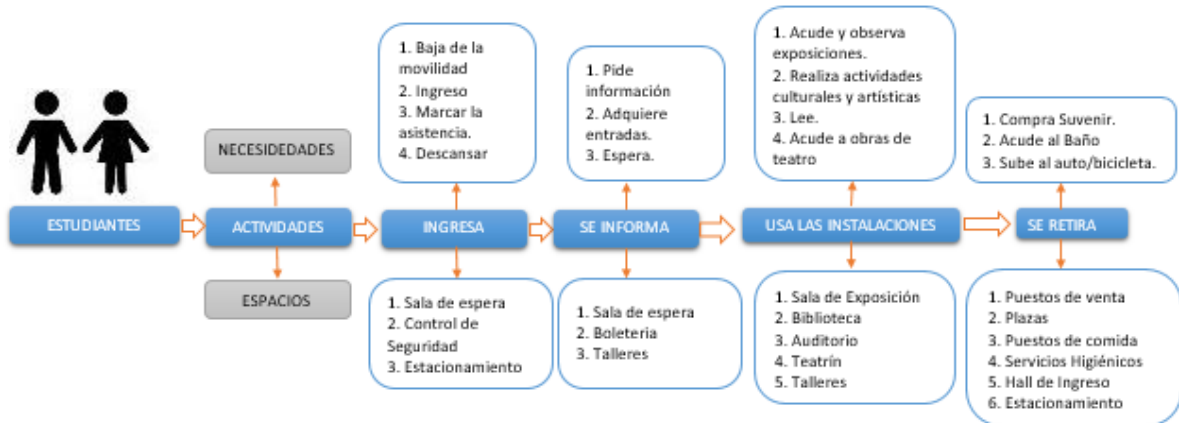 1. Baja de la
movilidad
2. Ingreso
3. Marcar la
asistencia.
4. Descansar
1. Pide
información
2. Adquiere
entradas.
3. Espera.
1. Acude y observa
exposiciones.
2. Realiza actividades
culturales y artísticas
3. Lee.
4. Acude a obras de
teatro
1. Compra Suvenir.
2. Acude al Baño
3. Sube al auto/bicicleta.
NECESIDEDADES
ESTUDIANTES
ACTIVIDADES
INGRESA
SE INFORMA
USA LAS INSTALACIONES
SE RETIRA
ESPACIOS
1. Sala de espera
2. Control de
Seguridad
3. Estacionamiento
1. Sala de espera
2. Boleteria
3. Talleres
1. Sala de Exposición
2. Biblioteca
3. Auditorio
4. Teatrín
5. Talleres
1. Puestos de venta
2. Plazas
3. Puestos de comida
4. Servicios Higiénicos
5. Hall de Ingreso
6. Estacionamiento